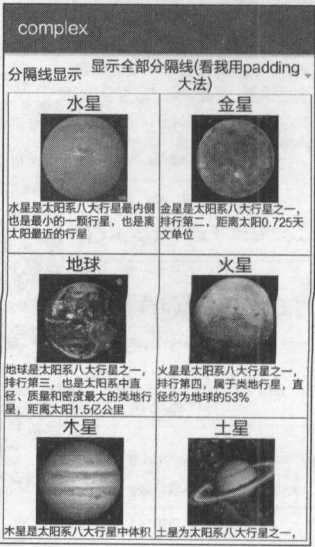 complex
分隔线显示
显示全部分隔线(看我用padding
大法)
水星
金星
水星是太阳系八大行星最内侧
也是最小的一颗行星，也是离
太阳最近的行星
金星是太阳系八大行星之一，
排行第二，距离太阳0.725天
文单位
地球
火星
地球是太阳系八大行星之一，
排行第三，也是太阳系中直
径、质量和密度最大的类地行
星，距离太阳1.5亿公里
火星是太阳系八大行星之一，
排行第四，属于类地行星，直
径约为地球的53%
木星
土星
木星是太阳系八大行星中体积
土星为太阳系八大行星之一，